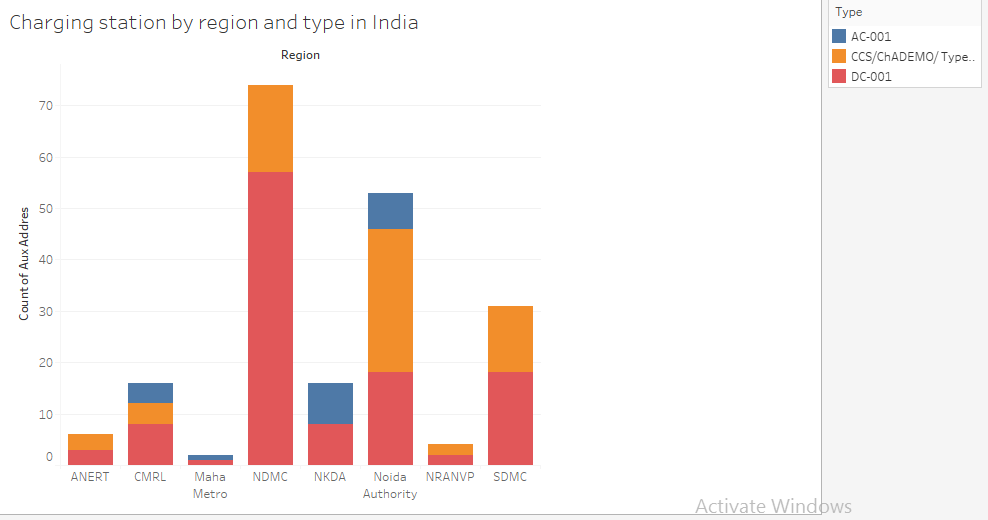 Charging station by region and type in India
Type
AC-001
CCS/ChADEMO/ Type..
DC-001
Region
Count of Aux Addres
70
60
50
40
30
20
10
0
ANERT CMRL Maha Metro NDMC NKDA Noida Authority NRANVP SDMC
Activate Windows